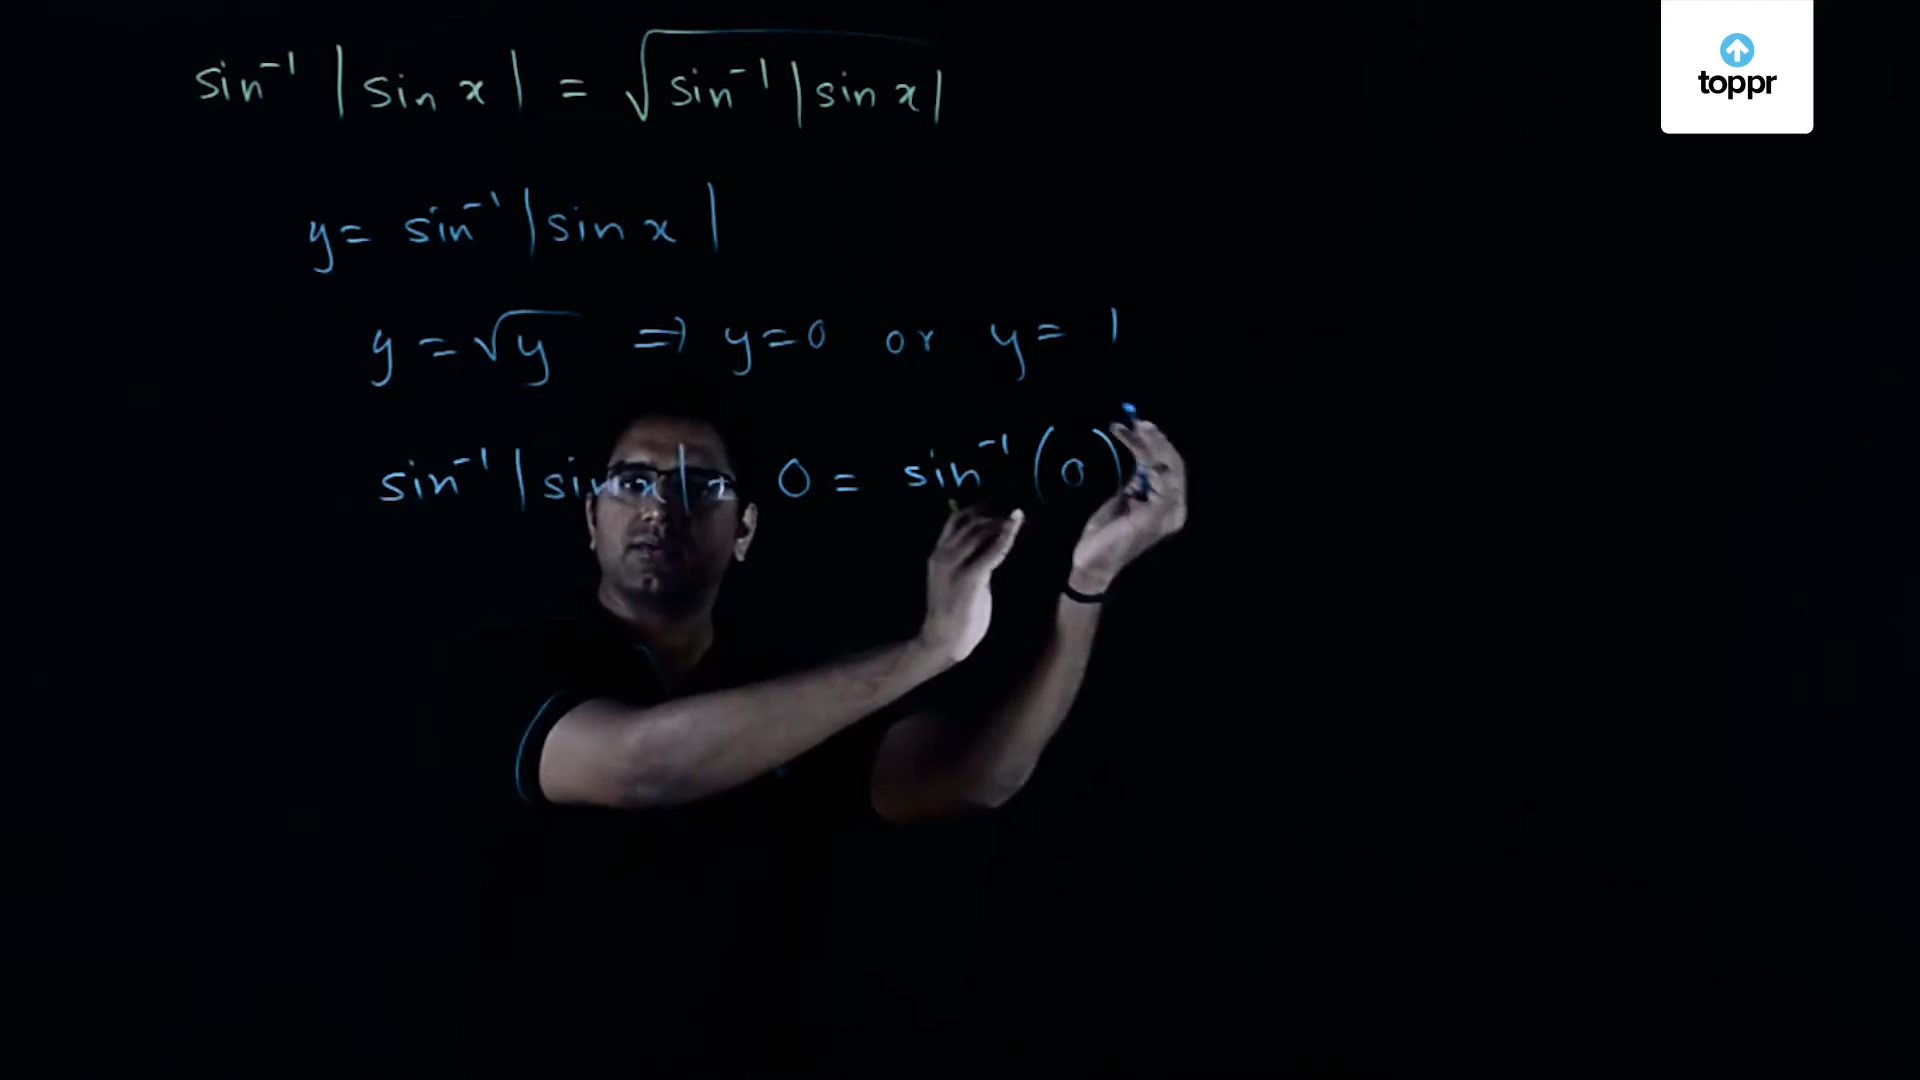 sin⁻¹ |sin x| = √sin⁻¹ |sin x|
toppr
y = sin⁻¹ |sin x|
y = √y ⇒ y = 0 or y = 1
sin⁻¹ |sin x| = 0 = sin⁻¹ (0)